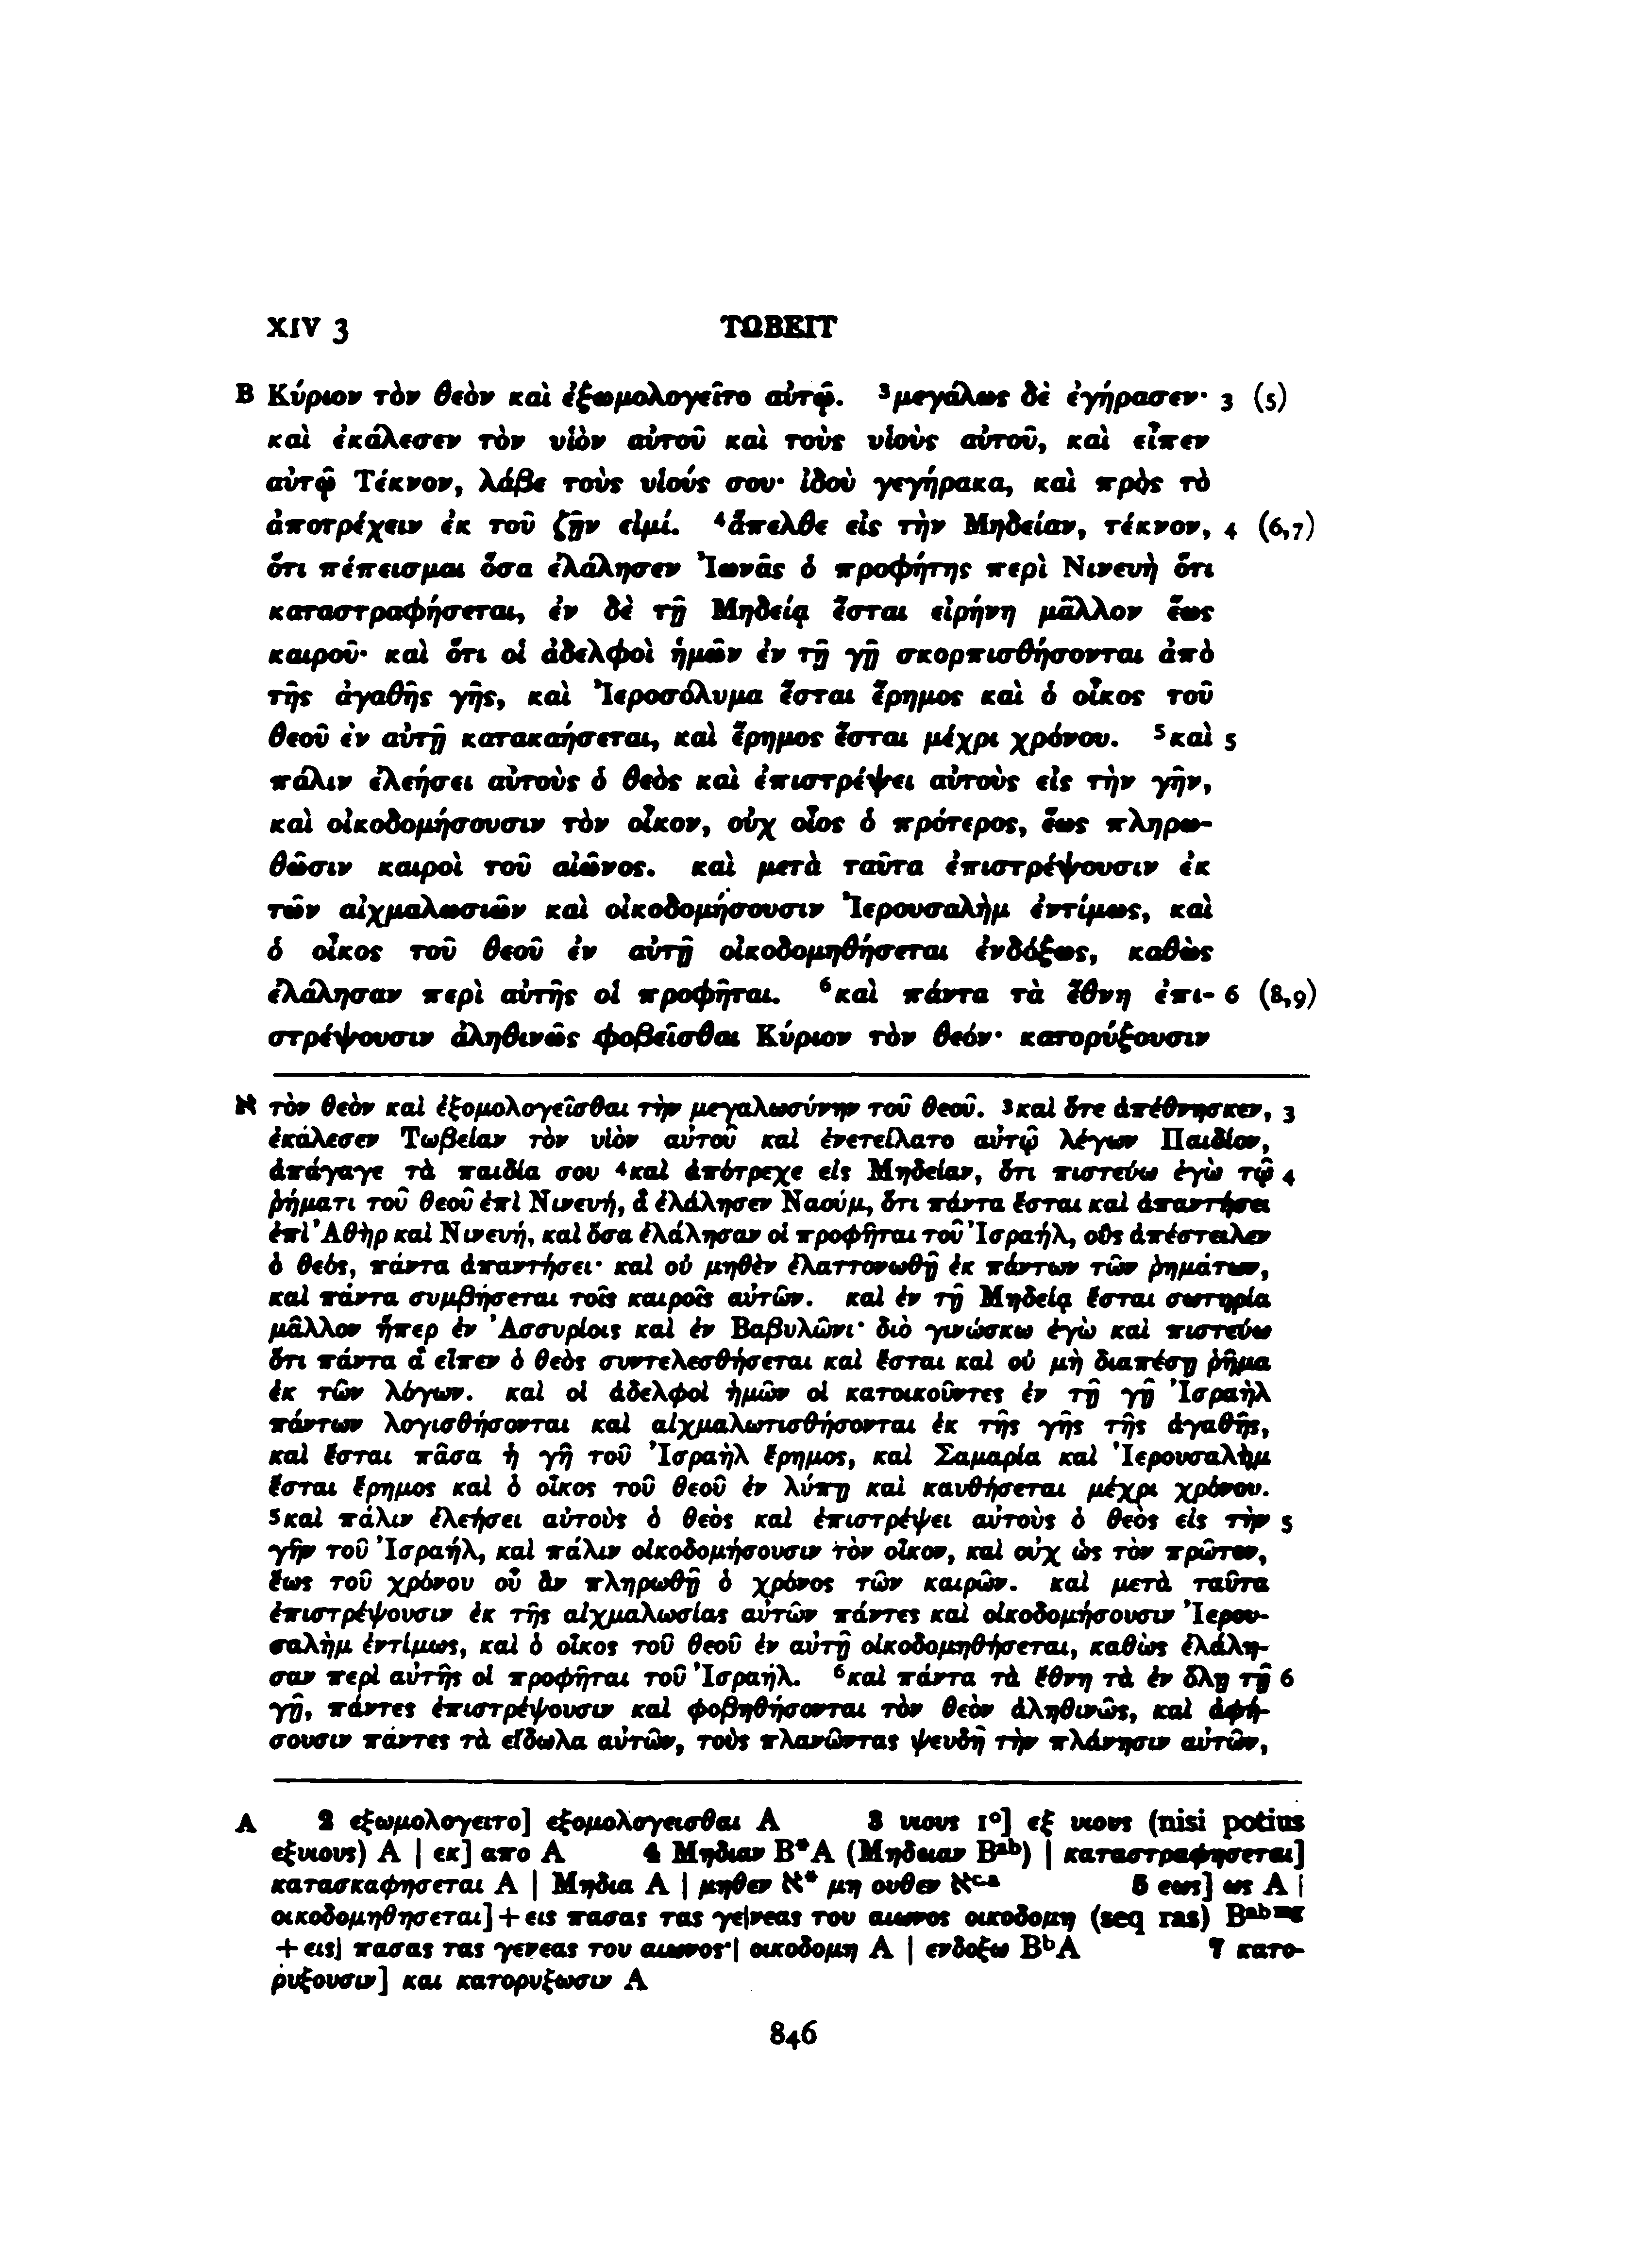 XIV 3 ΤΩΒΕΙΤ
B Κύριον τὸν θεὸν καὶ ἐξωμολογεῖτο αὐτῷ. ³μεγάλως δὲ ἐγήρασεν· 3 (5)
καὶ ἐκάλεσεν τὸν υἱὸν αὐτοῦ καὶ τοὺς υἱοὺς αὐτοῦ, καὶ εἶπεν
αὐτῷ Τέκνον, λάβε τοὺς υἱούς σου· ἰδοὺ γεγήρακα, καὶ πρὸς τὸ
ἀποτρέχειν ἐκ τοῦ ζῇν εἰμί. ⁴ἄπελθε εἰς τὴν Μηδείαν, τέκνον, 4 (6,7)
ὅτι πέπεισμαι ὅσα ἐλάλησεν Ἰωνᾶς ὁ προφήτης περὶ Νινευὴ ὅτι
καταστραφήσεται, ἐν δὲ τῇ Μηδείᾳ ἔσται εἰρήνη μᾶλλον ἕως
καιροῦ· καὶ ὅτι οἱ ἀδελφοὶ ἡμῶν ἐν τῇ γῇ σκορπισθήσονται ἀπὸ
τῆς ἀγαθῆς γῆς, καὶ Ἱεροσόλυμα ἔσται ἔρημος καὶ ὁ οἶκος τοῦ
θεοῦ ἐν αὐτῇ κατακαήσεται, καὶ ἔρημος ἔσται μέχρι χρόνου. ⁵καὶ 5
πάλιν ἐλεήσει αὐτοὺς ὁ θεὸς καὶ ἐπιστρέψει αὐτοὺς εἰς τὴν γῆν,
καὶ οἰκοδομήσουσιν τὸν οἶκον, οὐχ οἷος ὁ πρότερος, ἕως πληρω-
θῶσιν καιροὶ τοῦ αἰῶνος. καὶ μετὰ ταῦτα ἐπιστρέψουσιν ἐκ
τῶν αἰχμαλωσιῶν καὶ οἰκοδομήσουσιν Ἰερουσαλὴμ ἐντίμως, καὶ
ὁ οἶκος τοῦ θεοῦ ἐν αὐτῇ οἰκοδομηθήσεται ἐνδόξως, καθὼς
ἐλάλησαν περὶ αὐτῆς οἱ προφῆται. ⁶καὶ πάντα τὰ ἔθνη ἐπι- 6 (8,9)
στρέψουσιν ἀληθινῶς φοβεῖσθαι Κύριον τὸν θεόν· κατορύξουσιν
א τὸν θεὸν καὶ ἐξομολογεῖσθαι τὴν μεγαλωσύνην τοῦ θεοῦ. ³καὶ ὅτε ἀπέθνησκεν, 3
ἐκάλεσεν Τωβείαν τὸν υἱὸν αὐτοῦ καὶ ἐνετείλατο αὐτῷ λέγων Παιδίον,
ἀπάγαγε τὰ παιδία σου ⁴καὶ ἀπότρεχε εἰς Μηδείαν, ὅτι πιστεύω ἐγὼ τῷ 4
ῥήματι τοῦ θεοῦ ἐπὶ Νινευή, ἃ ἐλάλησεν Ναούμ, ὅτι πάντα ἔσται καὶ ἀπαντήσει
ἐπὶ Ἀθὴρ καὶ Νινευή, καὶ ὅσα ἐλάλησαν οἱ προφῆται τοῦ Ἰσραήλ, οὓς ἀπέστειλεν
ὁ θεός, πάντα ἀπαντήσει· καὶ οὐ μηθὲν ἐλαττονωθῇ ἐκ πάντων τῶν ῥημάτων,
καὶ πάντα συμβήσεται τοῖς καιροῖς αὐτῶν. καὶ ἐν τῇ Μηδείᾳ ἔσται σωτηρία
μᾶλλον ἤπερ ἐν Ἀσσυρίοις καὶ ἐν Βαβυλῶνι· διὸ γινώσκω ἐγὼ καὶ πιστεύω
ὅτι πάντα ἃ εἶπεν ὁ θεὸς συντελεσθήσεται καὶ ἔσται καὶ οὐ μὴ διαπέσῃ ῥῆμα
ἐκ τῶν λόγων. καὶ οἱ ἀδελφοὶ ἡμῶν οἱ κατοικοῦντες ἐν τῇ γῇ Ἰσραὴλ
πάντων λογισθήσονται καὶ αἰχμαλωτισθήσονται ἐκ τῆς γῆς τῆς ἀγαθῆς,
καὶ ἔσται πᾶσα ἡ γῆ τοῦ Ἰσραὴλ ἔρημος, καὶ Σαμαρία καὶ Ἰερουσαλὴμ
ἔσται ἔρημος καὶ ὁ οἶκος τοῦ θεοῦ ἐν λύπῃ καὶ καυθήσεται μέχρι χρόνου.
⁵καὶ πάλιν ἐλεήσει αὐτοὺς ὁ θεὸς καὶ ἐπιστρέψει αὐτοὺς ὁ θεὸς εἰς τὴν 5
γῆν τοῦ Ἰσραήλ, καὶ πάλιν οἰκοδομήσουσιν τὸν οἶκον, καὶ οὐχ ὡς τὸν πρῶτον,
ἕως τοῦ χρόνου οὗ ἂν πληρωθῇ ὁ χρόνος τῶν καιρῶν. καὶ μετὰ ταῦτα
ἐπιστρέψουσιν ἐκ τῆς αἰχμαλωσίας αὐτῶν πάντες καὶ οἰκοδομήσουσιν Ἰερου-
σαλὴμ ἐντίμως, καὶ ὁ οἶκος τοῦ θεοῦ ἐν αὐτῇ οἰκοδομηθήσεται, καθὼς ἐλάλη-
σαν περὶ αὐτῆς οἱ προφῆται τοῦ Ἰσραήλ. ⁶καὶ πάντα τὰ ἔθνη τὰ ἐν ὅλῃ τῇ 6
γῇ, πάντες ἐπιστρέψουσιν καὶ φοβηθήσονται τὸν θεὸν ἀληθινῶς, καὶ ἀφή-
σουσιν πάντες τὰ εἴδωλα αὐτῶν, τοὺς πλανῶντας ψευδῆ τὴν πλάνησιν αὐτῶν,
A 2 εξωμολογειτο] εξομολογεισθαι A 3 υιους 1°] εξ υιους (nisi potius
εξυιους) A | εκ] απο A 4 Μηδιαν B*A (Μηδειαν Bᵃᵇ) | καταστραφησεται]
κατασκαφησεται A | Μηδια A | μηθεν א* μη ουθεν אᶜ·ᵃ 5 εως] ως A |
οικοδομηθησεται] + εις πασας τας γε|νεας του αιωνος οικοδομη (seq ras) Bᵃᵇᵐᵍ
+ εις| πασας τας γενεας του αιωνος·| οικοδομη A | ενδοξω BᵇA 7 κατο-
ρυξουσιν] και κατορυξωσιν A
846